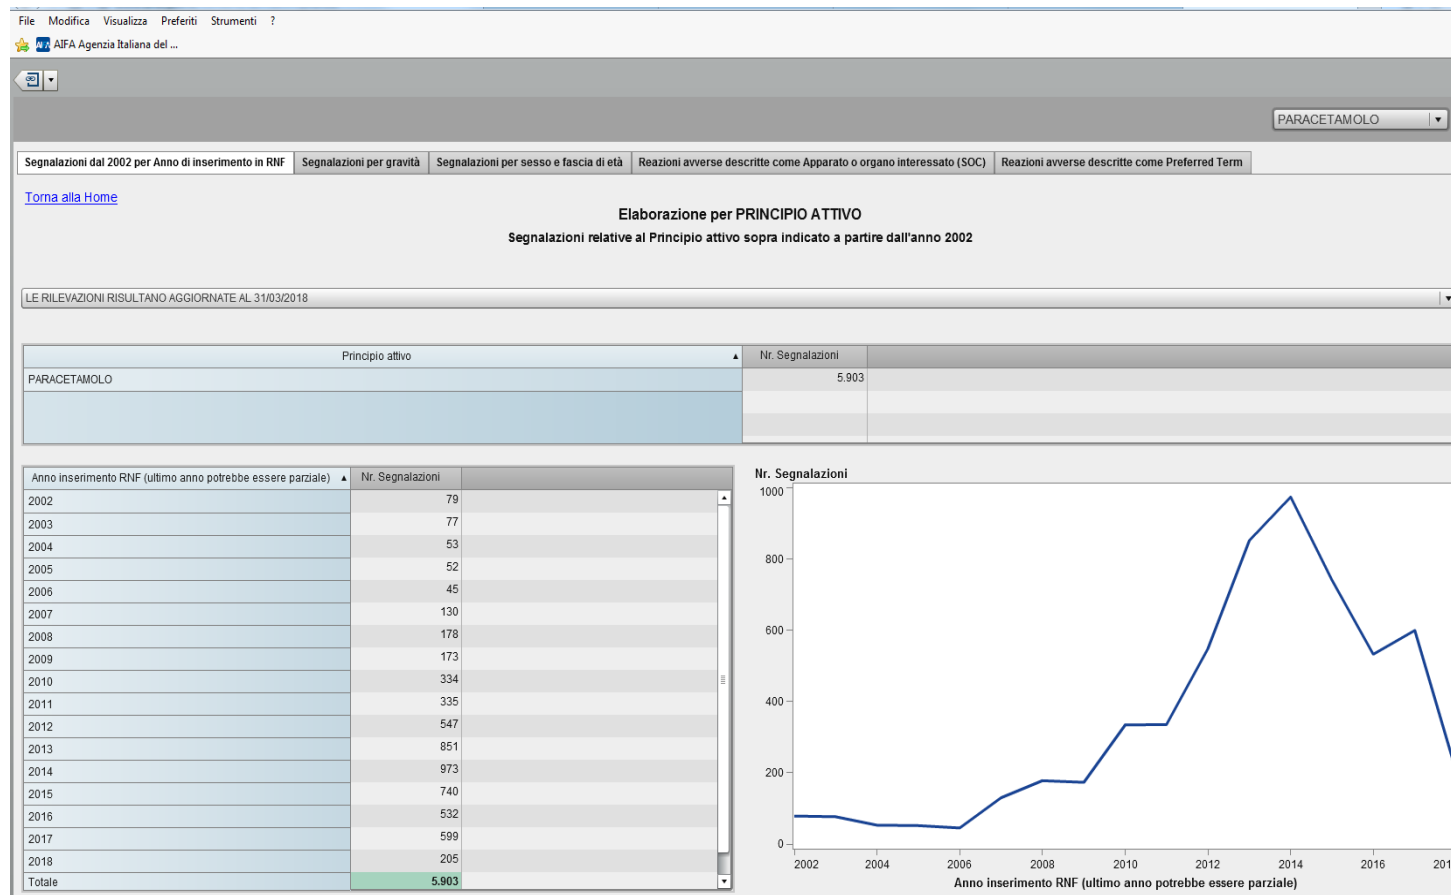 File Modifica Visualizza Preferiti Strumenti ?
AIFA Agenzia Italiana del ...
PARACETAMOLO
Segnalazioni dal 2002 per Anno di inserimento in RNF Segnalazioni per gravità Segnalazioni per sesso e fascia di età Reazioni avverse descritte come Apparato o organo interessato (SOC) Reazioni avverse descritte come Preferred Term
Torna alla Home
Elaborazione per PRINCIPIO ATTIVO
Segnalazioni relative al Principio attivo sopra indicato a partire dall'anno 2002
LE RILEVAZIONI RISULTANO AGGIORNATE AL 31/03/2018
Principio attivo Nr. Segnalazioni
PARACETAMOLO 5.903
Anno inserimento RNF (ultimo anno potrebbe essere parziale) Nr. Segnalazioni
2002 79
2003 77
2004 53
2005 52
2006 45
2007 130
2008 178
2009 173
2010 334
2011 335
2012 547
2013 851
2014 973
2015 740
2016 532
2017 599
2018 205
Totale 5.903
Nr. Segnalazioni
1000
800
600
400
200
0
2002 2004 2006 2008 2010 2012 2014 2016 201
Anno inserimento RNF (ultimo anno potrebbe essere parziale)